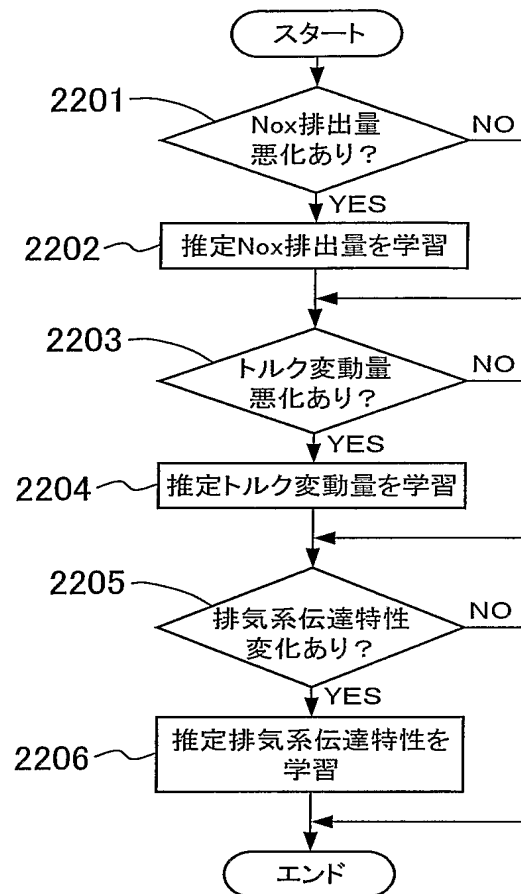 スタート
2201
Nox排出量
悪化あり？
NO
YES
2202
推定Nox排出量を学習
2203
トルク変動量
悪化あり？
NO
YES
2204
推定トルク変動量を学習
2205
排気系伝達特性
変化あり？
NO
YES
2206
推定排気系伝達特性を
学習
エンド